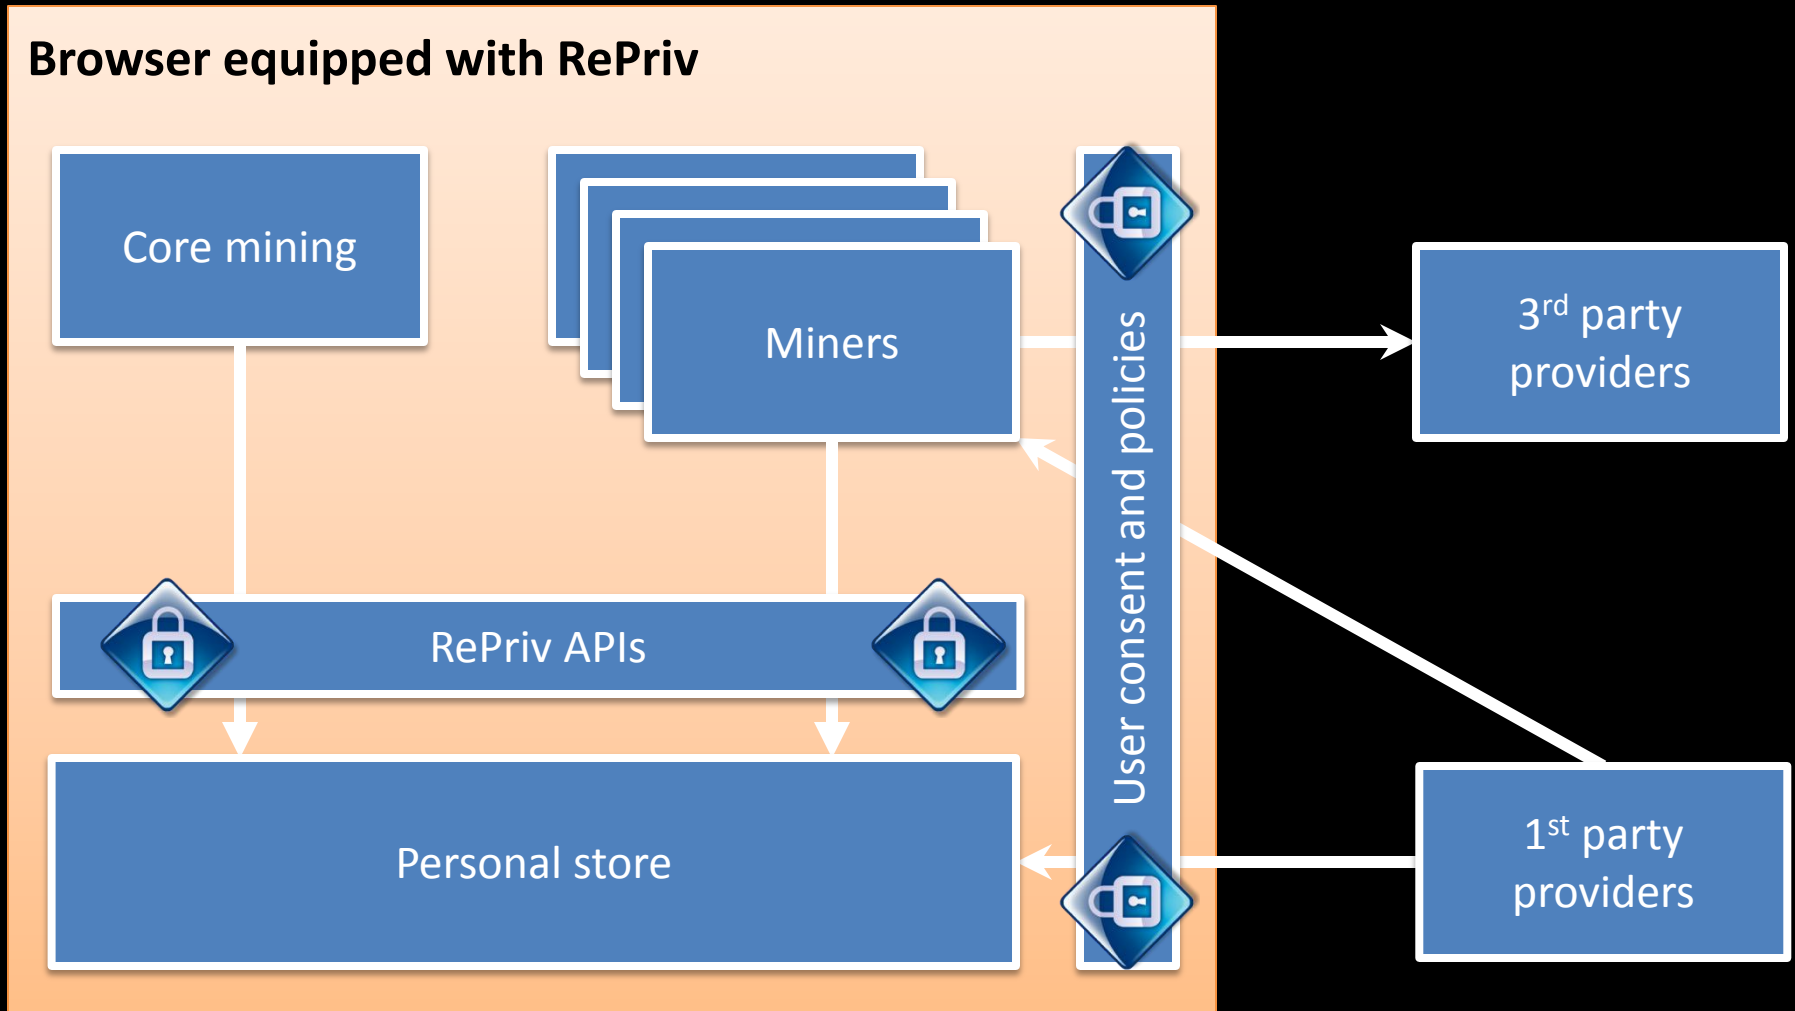 Browser equipped with RePriv
Core mining
Miners
User consent and policies
3rd party
providers
RePriv APIs
Personal store
1st party
providers